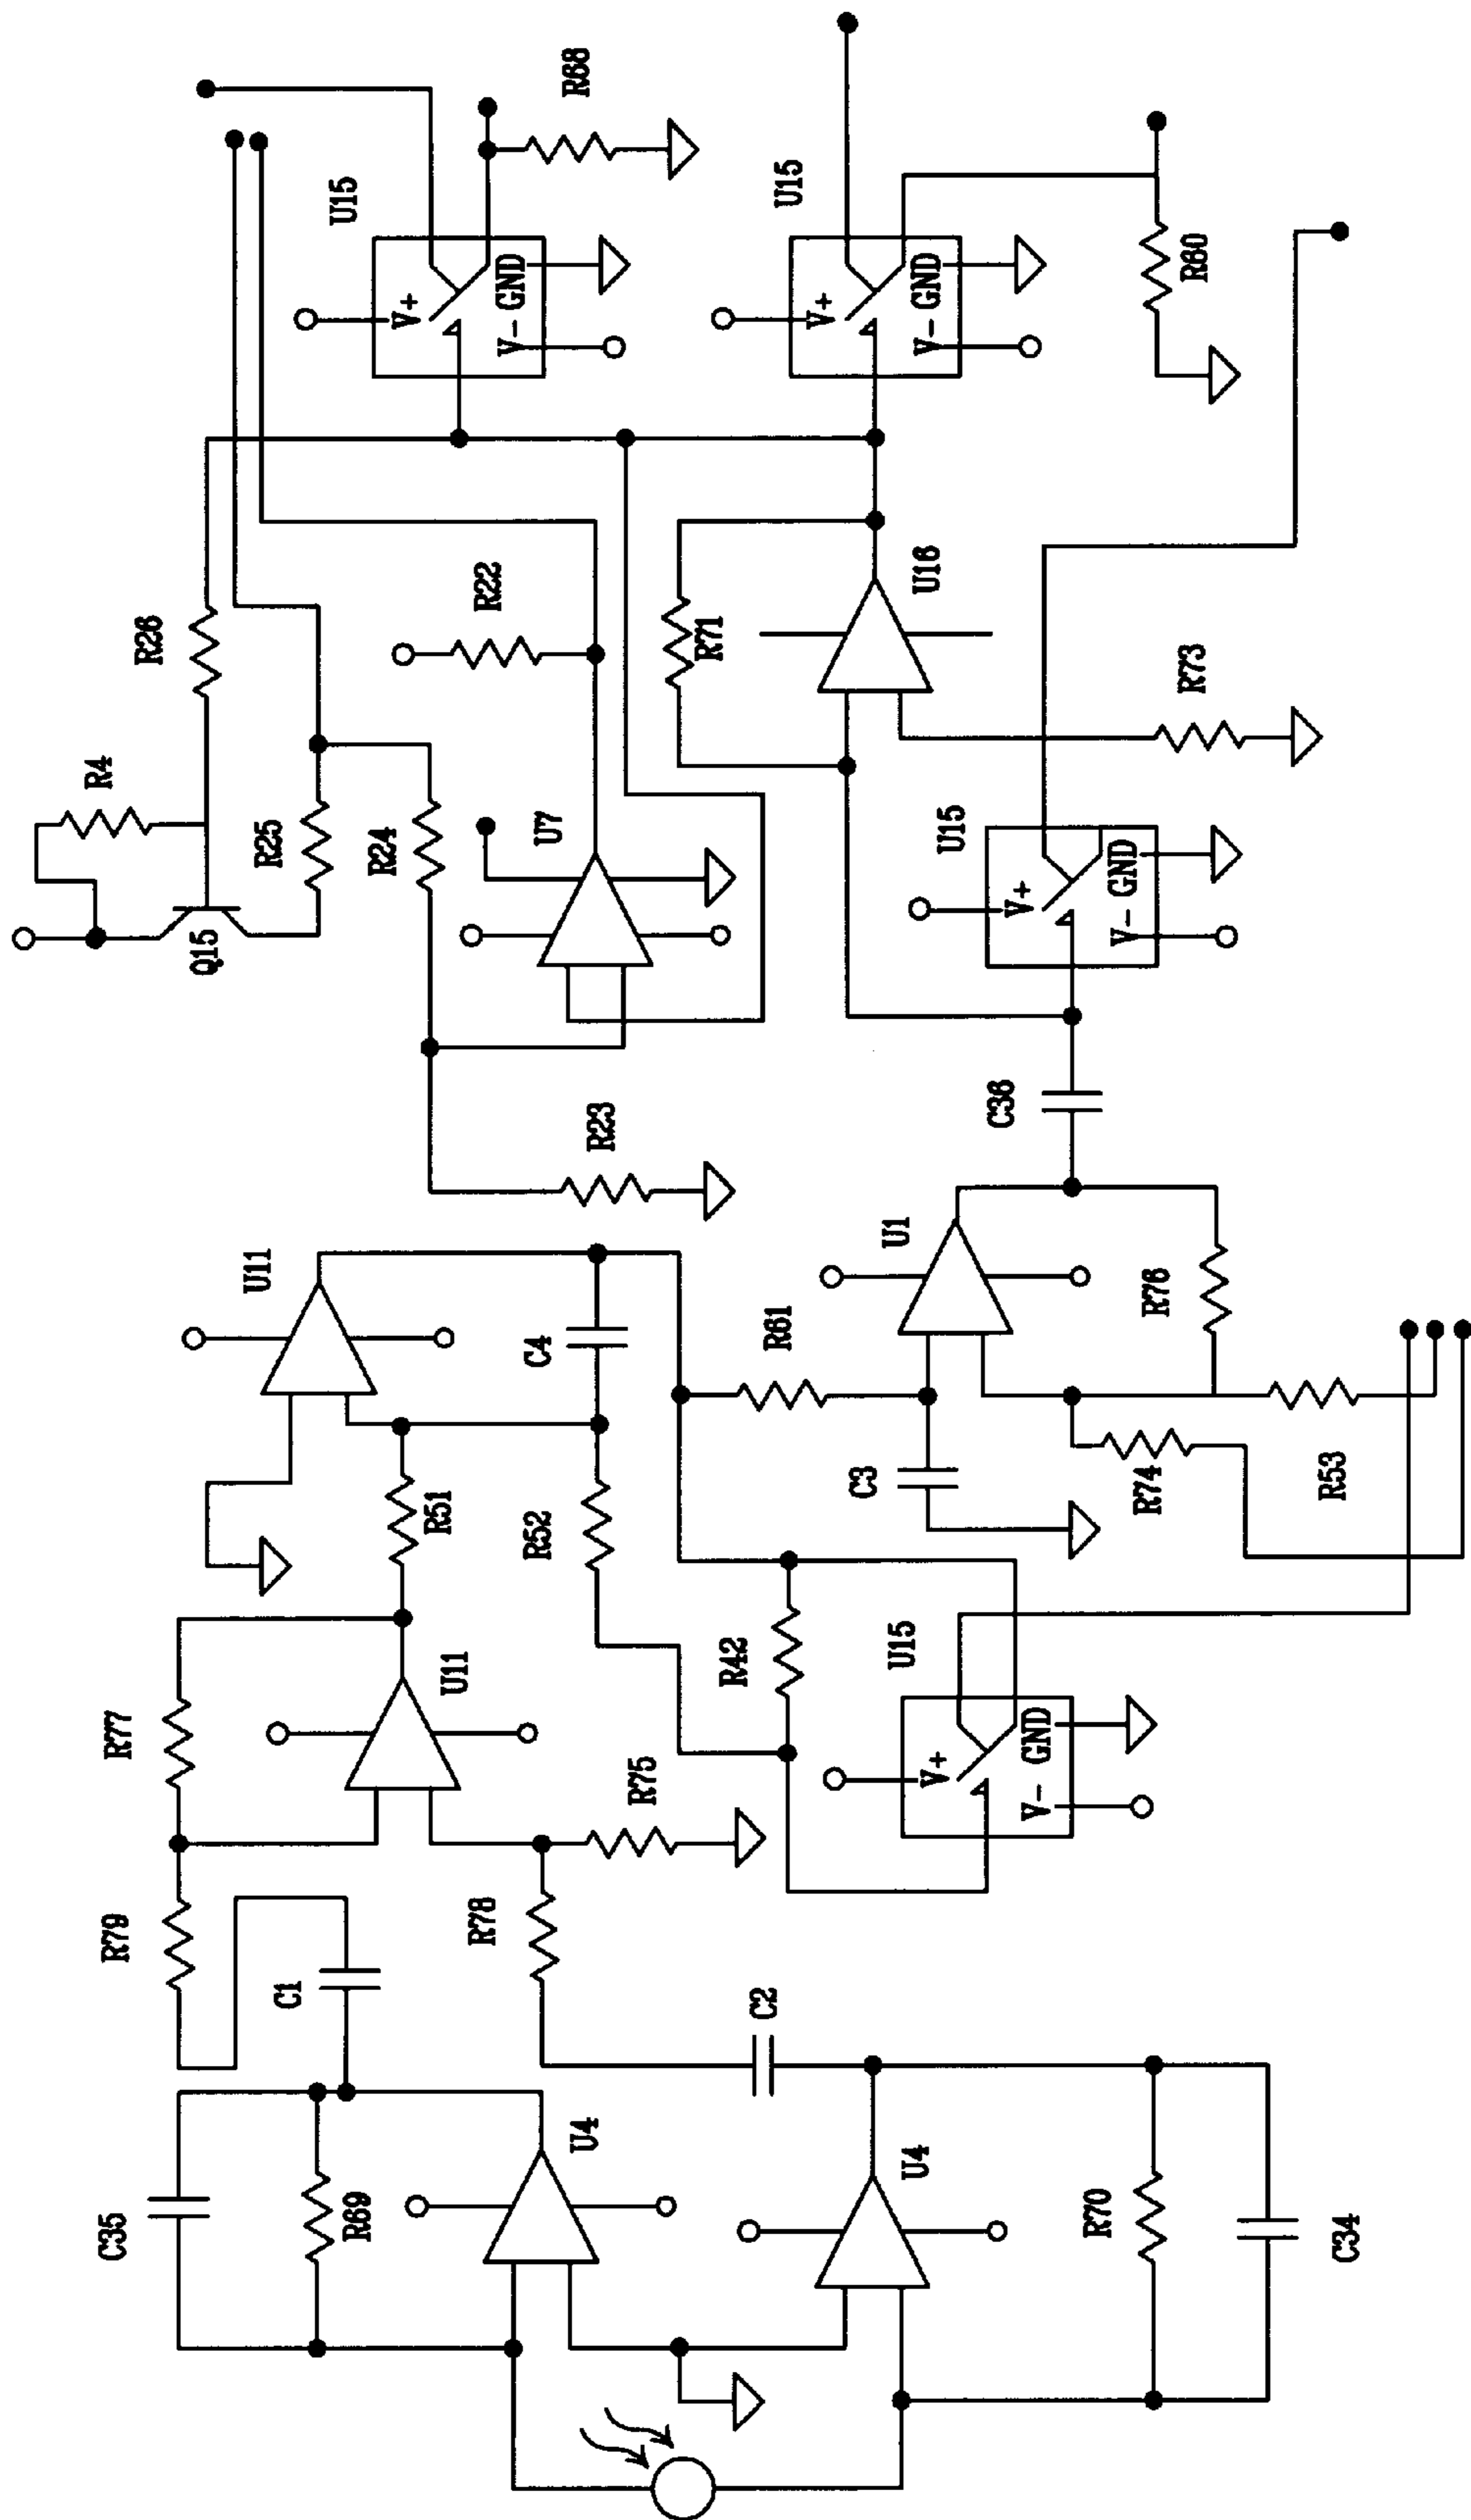 R68
U15
V+
V-
GND
U15
V+
V-
GND
R60
R26
R4
R25
R24
Q15
R22
U7
R71
U16
R73
U15
V+
V-
GND
C38
R23
U11
C4
R61
U1
R76
C3
R74
R53
R51
R52
R42
U15
V+
V-
GND
R77
U11
R75
R79
C1
R78
C2
C35
R69
U4
U4
R70
C34